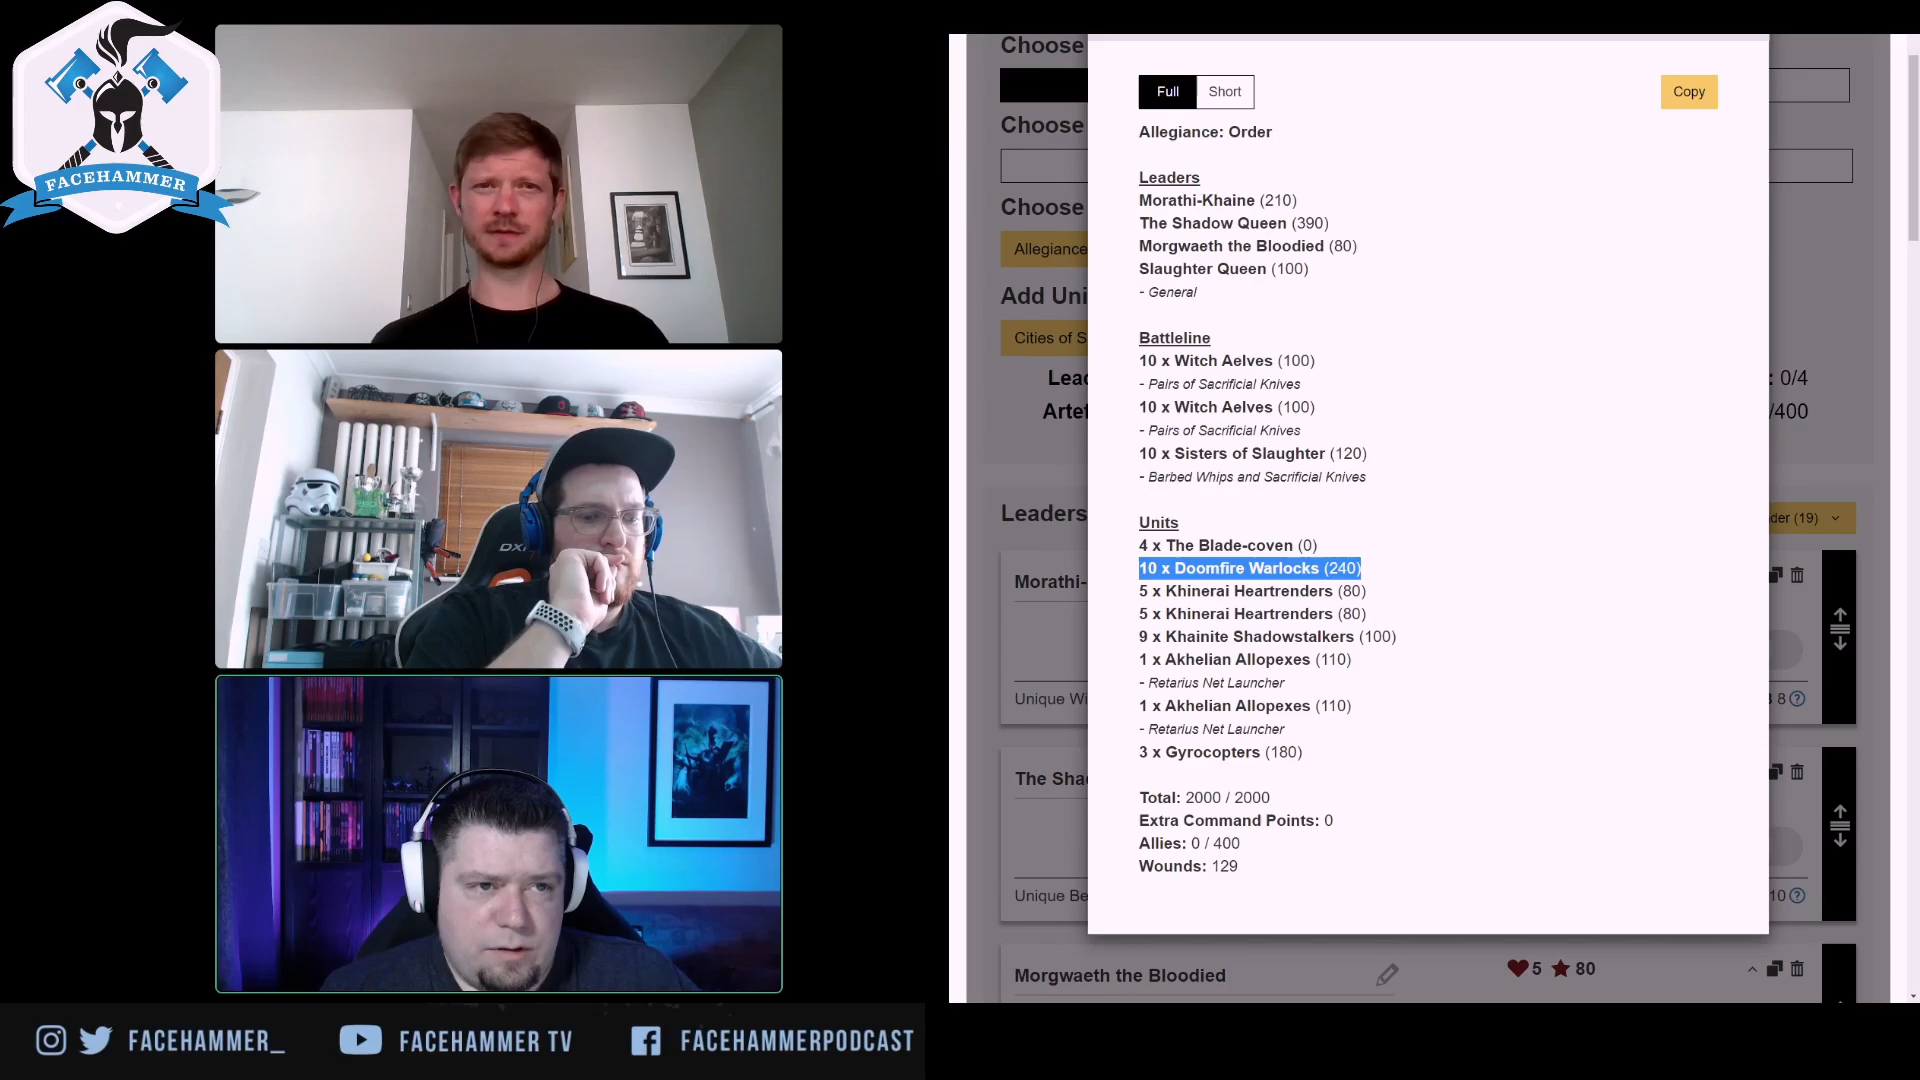 FACEHAMMER
DXR
FACEHAMMER_
FACEHAMMER TV
FACEHAMMERPODCAST
Choose
Choose
Choose
Allegiance
Add Uni
Cities of S
Lead
: 0/4
Artef
/400
Leaders
der (19)
Morathi-
Unique Wi
8
The Sha
Unique Be
10
Morgwaeth the Bloodied
5
80
Full
Short
Copy
Allegiance: Order
Leaders
Morathi-Khaine (210)
The Shadow Queen (390)
Morgwaeth the Bloodied (80)
Slaughter Queen (100)
- General
Battleline
10 x Witch Aelves (100)
- Pairs of Sacrificial Knives
10 x Witch Aelves (100)
- Pairs of Sacrificial Knives
10 x Sisters of Slaughter (120)
- Barbed Whips and Sacrificial Knives
Units
4 x The Blade-coven (0)
10 x Doomfire Warlocks (240)
5 x Khinerai Heartrenders (80)
5 x Khinerai Heartrenders (80)
9 x Khainite Shadowstalkers (100)
1 x Akhelian Allopexes (110)
- Retarius Net Launcher
1 x Akhelian Allopexes (110)
- Retarius Net Launcher
3 x Gyrocopters (180)
Total: 2000 / 2000
Extra Command Points: 0
Allies: 0 / 400
Wounds: 129